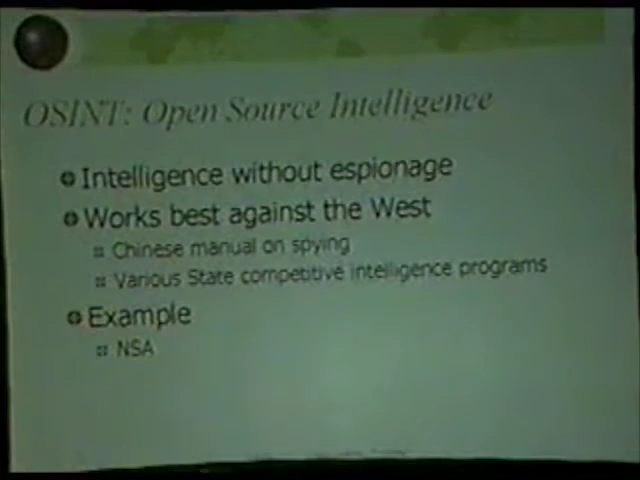 OSINT: Open Source Intelligence
Intelligence without espionage
Works best against the West
Chinese manual on spying
Various State competitive intelligence programs
Example
NSA